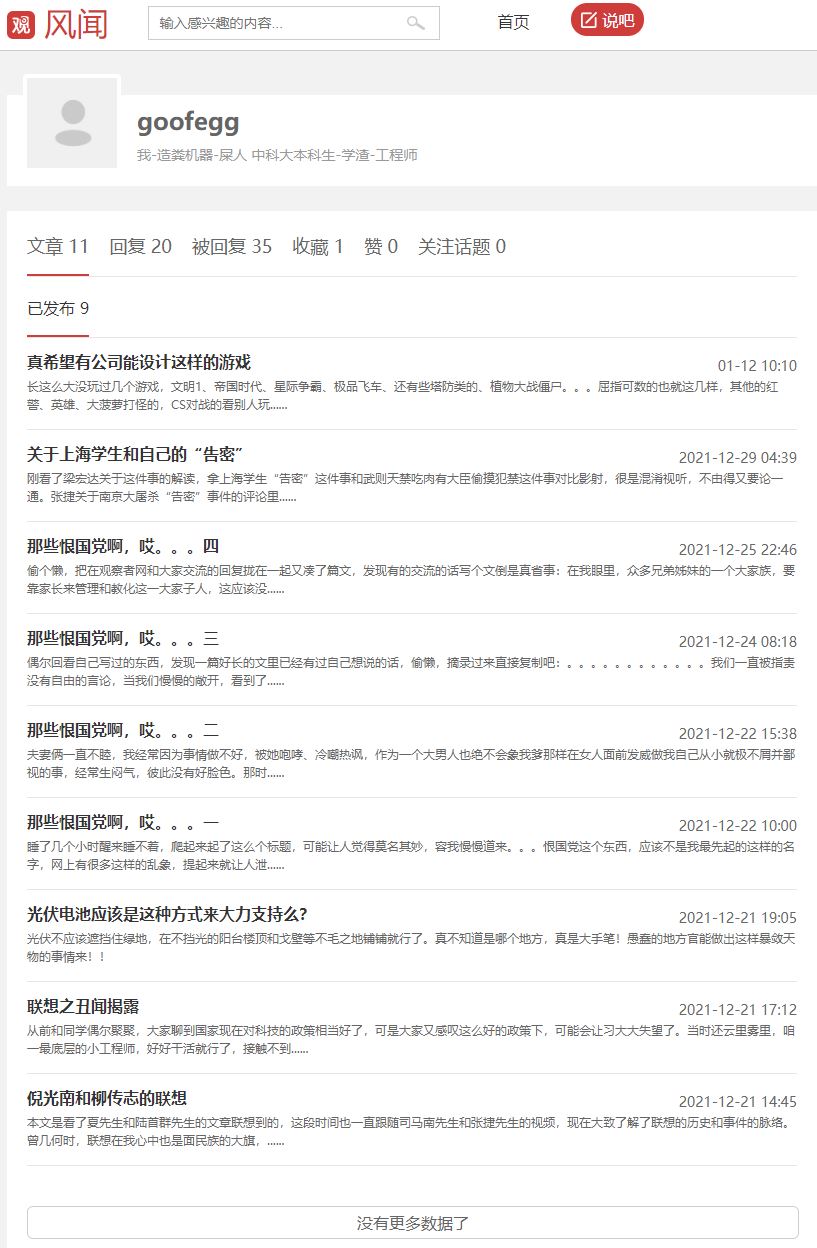 观 风闻
输入感兴趣的内容...
首页
说吧
goofegg
我-造粪机器-屎人 中科大本科生-学渣-工程师
文章 11 回复 20 被回复 35 收藏 1 赞 0 关注话题 0
已发布 9
真希望有公司能设计这样的游戏 01-12 10:10
长这么大没玩过几个游戏，文明1、帝国时代、星际争霸、极品飞车、还有些塔防类的、植物大战僵尸。。。屈指可数的也就这几样，其他的红
警、英雄、大菠萝打怪的，CS对战的看别人玩......
关于上海学生和自己的“告密” 2021-12-29 04:39
刚看了梁宏达关于这件事的解读，拿上海学生“告密”这件事和武则天禁吃肉有大臣偷摸犯禁这件事对比影射，很是混淆视听，不由得又要论一
通。张捷关于南京大屠杀“告密”事件的评论里......
那些恨国党啊，哎。。。四 2021-12-25 22:46
偷个懒，把在观察者网和大家交流的回复拢在一起又凑了篇文，发现有的交流的话写个文倒是真省事：在我眼里，众多兄弟姊妹的一个大家族，要
靠家长来管理和教化这一大家子人，这应该没......
那些恨国党啊，哎。。。三 2021-12-24 08:18
偶尔回看自己写过的东西，发现一篇好长的文里已经有过自己想说的话，偷懒，摘录过来直接复制吧：。。。。。。。。。。。。我们一直被指责
没有自由的言论，当我们慢慢的敞开，看到了......
那些恨国党啊，哎。。。二 2021-12-22 15:38
夫妻俩一直不睦，我经常因为事情做不好，被她咆哮、冷嘲热讽，作为一个大男人也绝不会象我爹那样在女人面前发威做我自己从小就极不屑并鄙
视的事，经常生闷气，彼此没有好脸色。那时......
那些恨国党啊，哎。。。一 2021-12-22 10:00
睡了几个小时醒来睡不着，爬起来起了这么个标题，可能让人觉得莫名其妙，容我慢慢道来。。。恨国党这个东西，应该不是我最先起的这样的名
字，网上有很多这样的乱象，提起来就让人泄......
光伏电池应该是这种方式来大力支持么？ 2021-12-21 19:05
光伏不应该遮挡住绿地，在不挡光的阳台楼顶和戈壁等不毛之地铺铺就行了。真不知道是哪个地方，真是大手笔！愚蠢的地方官能做出这样暴敛天
物的事情来！！
联想之丑闻揭露 2021-12-21 17:12
从前和同学偶尔聚聚，大家聊到国家现在对科技的政策相当好了，可是大家又感叹这么好的政策下，可能会让习大大失望了。当时还云里雾里，咱
一最底层的小工程师，好好干活就行了，接触不到......
倪光南和柳传志的联想 2021-12-21 14:45
本文是看了夏先生和陆首群先生的文章联想到的，这段时间也一直跟随司马南先生和张捷先生的视频，现在大致了解了联想的历史和事件的脉络。
曾几何时，联想在我心中也是面民族的大旗，......
没有更多数据了